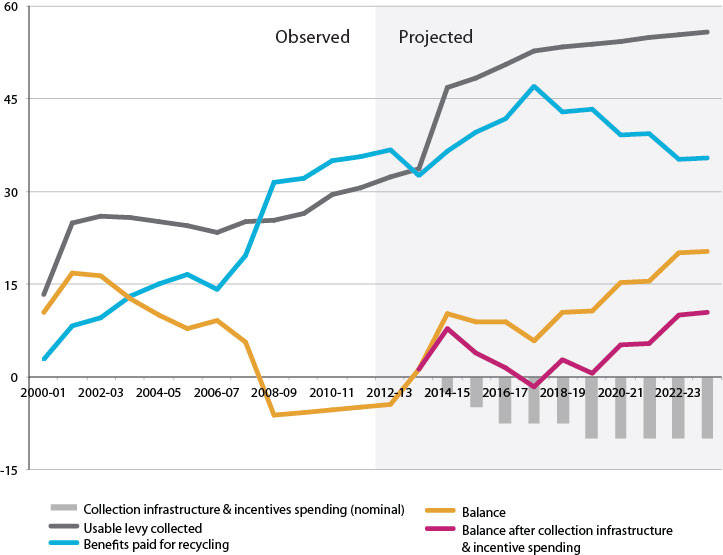 60
Observed Projected
45
30
15
0
2000-01 2002-03 2004-05 2006-07 2008-09 2010-11 2012-13 2014-15 2016-17 2018-19 2020-21 2022-23
-15
Collection infrastructure & incentives spending (nominal)
Usable levy collected
Benefits paid for recycling
Balance
Balance after collection infrastructure
& incentive spending